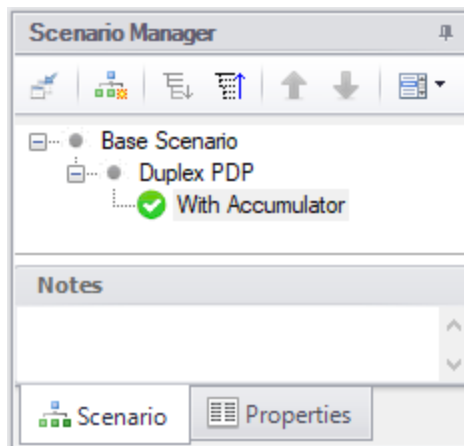 Scenario Manager
Base Scenario
Duplex PDP
With Accumulator
Notes
Scenario Properties